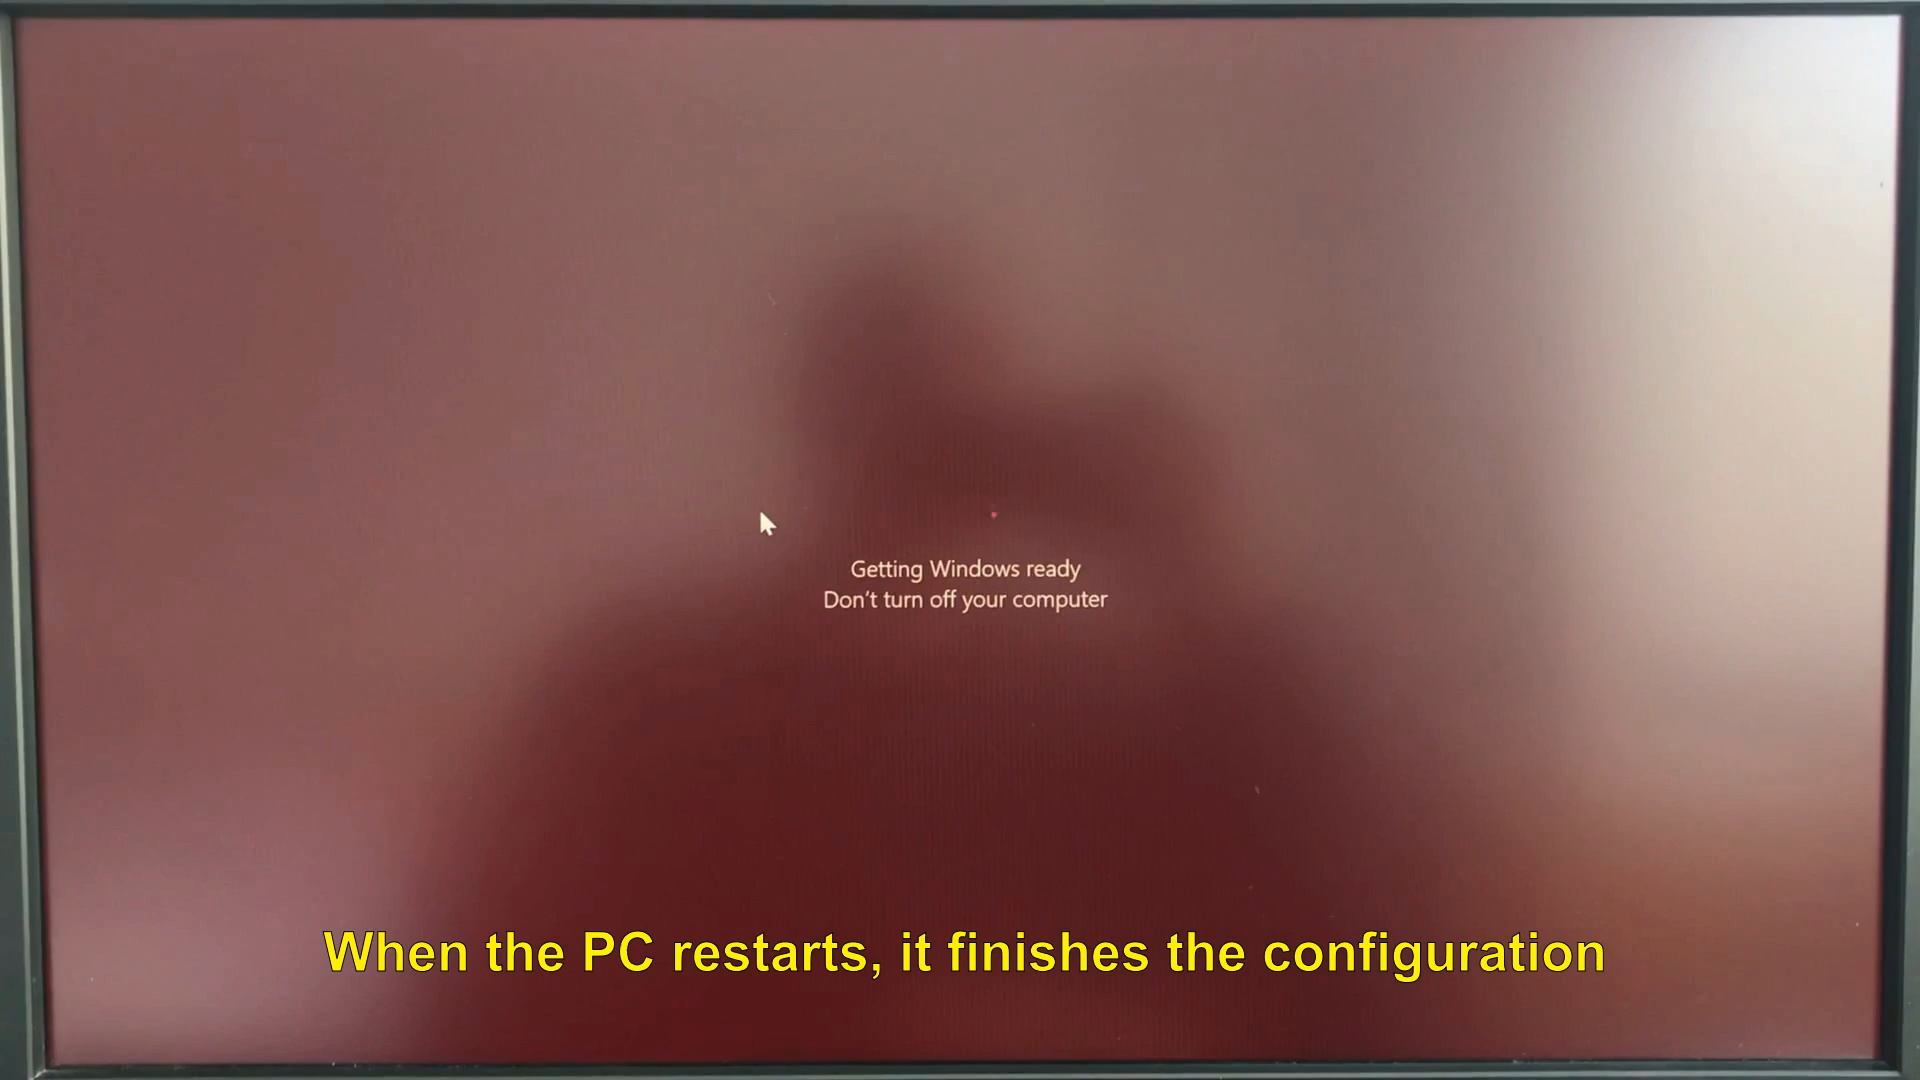 Getting Windows ready
Don't turn off your computer
When the PC restarts, it finishes the configuration